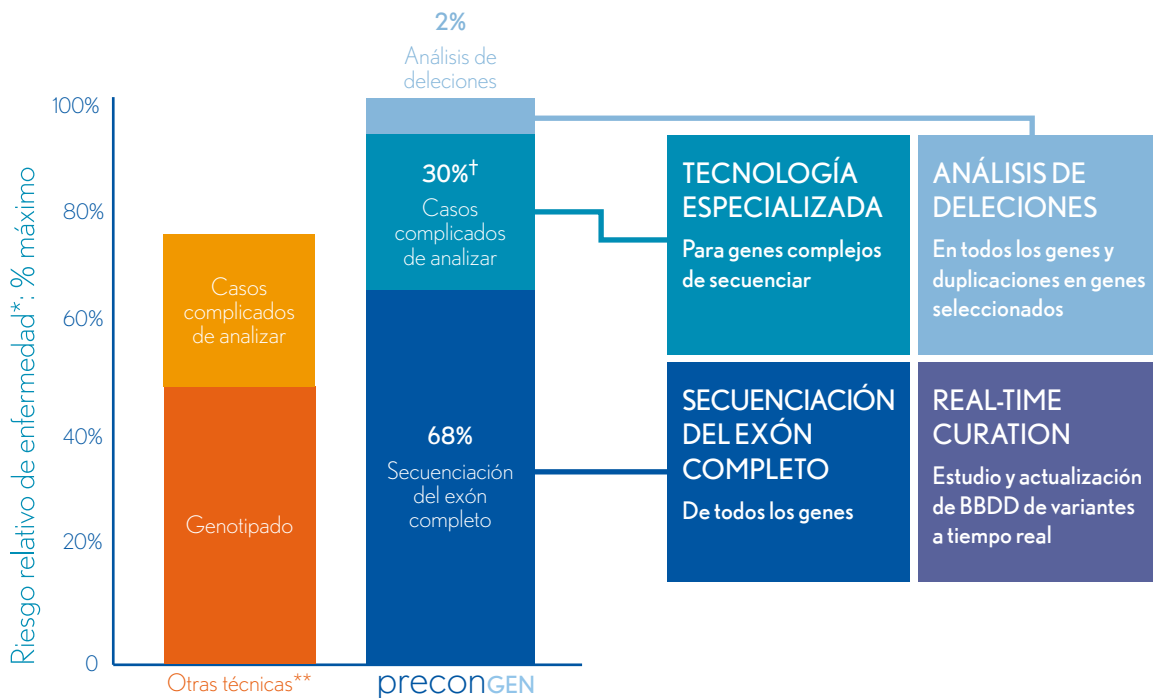 2%
Análisis de
deleciones
Riesgo relativo de enfermedad*: % máximo
100%
80%
60%
40%
20%
0
Casos
complicados
de analizar
Genotipado
Otras técnicas**
30%†
Casos
complicados
de analizar
68%
Secuenciación
del exón
completo
preconGEN
TECNOLOGÍA
ESPECIALIZADA
Para genes complejos
de secuenciar
ANÁLISIS DE
DELECIONES
En todos los genes y
duplicaciones en genes
seleccionados
SECUENCIACIÓN
DEL EXÓN
COMPLETO
De todos los genes
REAL-TIME
CURATION
Estudio y actualización
de BBDD de variantes
a tiempo real